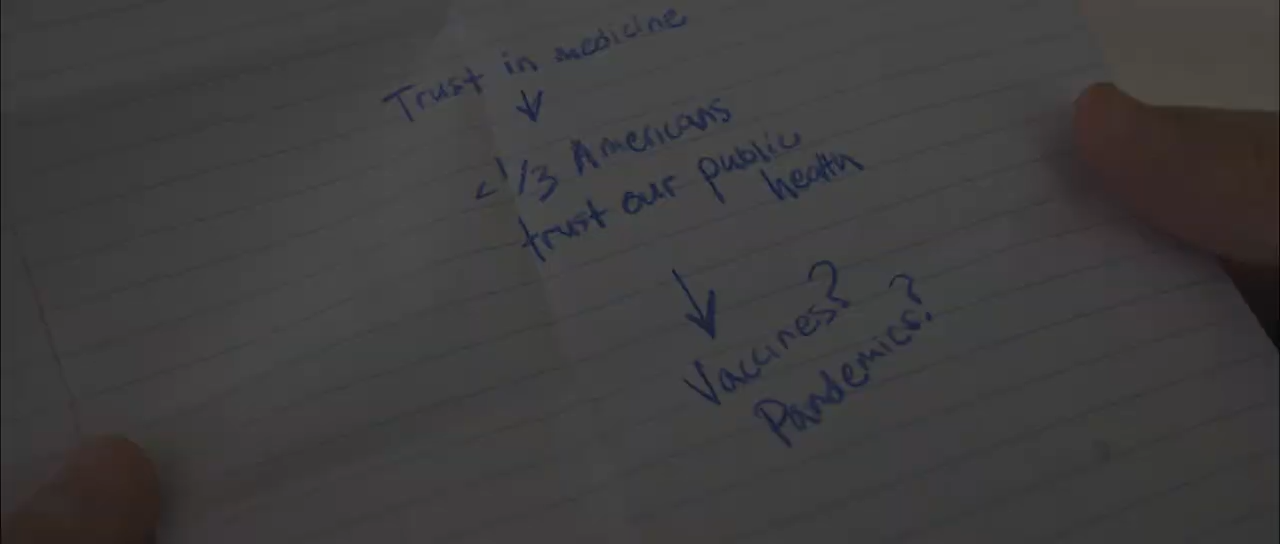 Trust in medicine
↓
<1/3 Americans
trust our public
health
↓
Vaccines?
Pandemics?